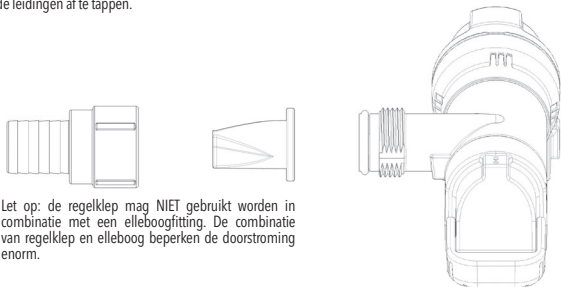 de leidingen af te tappen.
Let op: de regelklep mag NIET gebruikt worden in
combinatie met een elleboogfitting. De combinatie
van regelklep en elleboog beperken de doorstroming
enorm.